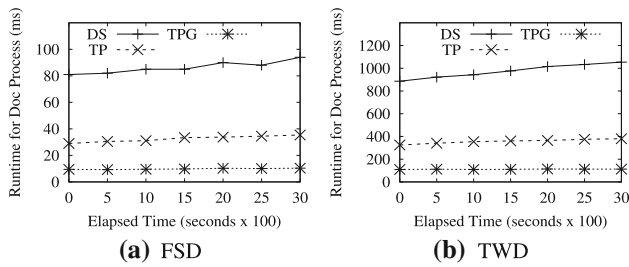 Runtime for Doc Process (ms)
100
80
60
40
20
0
DS
TPG
TP
0 5 10 15 20 25 30
Elapsed Time (seconds x 100)
(a) FSD
Runtime for Doc Process (ms)
1400
1200
1000
800
600
400
200
0
DS
TPG
TP
0 5 10 15 20 25 30
Elapsed Time (seconds x 100)
(b) TWD